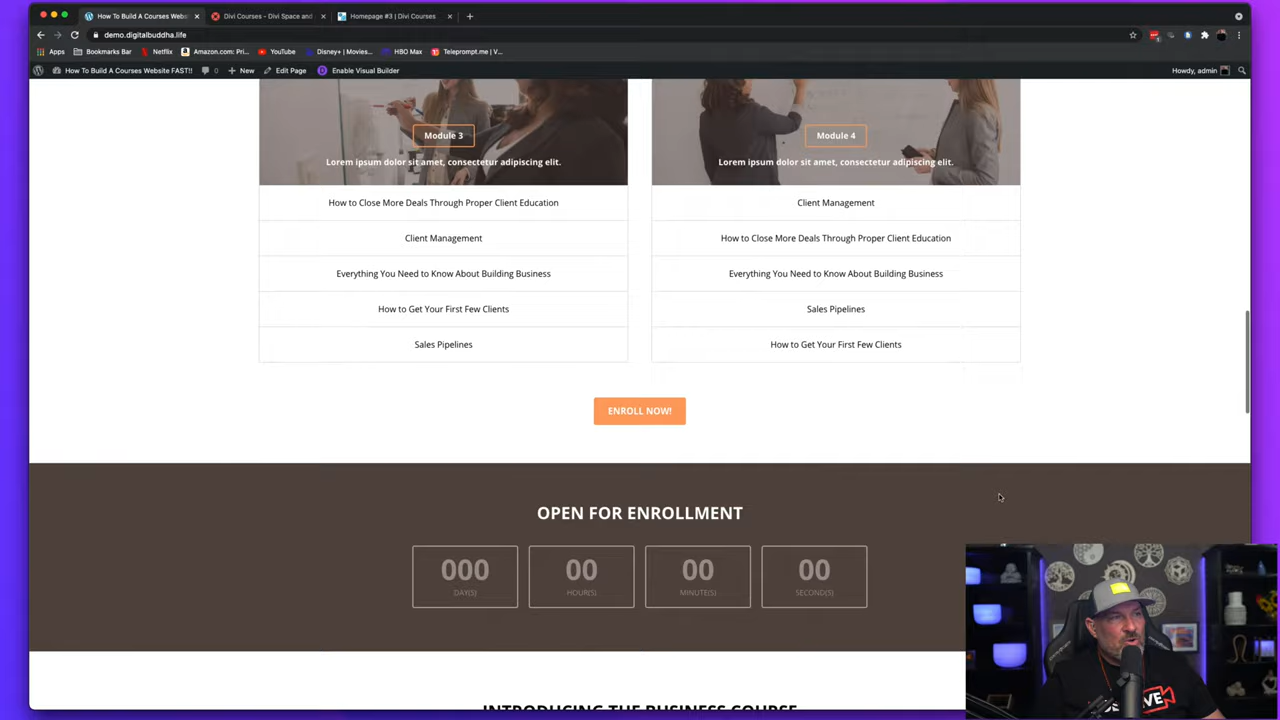 How To Build A Courses Webs
Divi Courses - Divi Space and
Homepage #3 | Divi Courses
demo.digitalbuddha.life
Apps
Bookmarks Bar
Netflix
Amazon.com: Pri...
YouTube
Disney+ | Movies...
HBO Max
Teleprompt.me | V...
How To Build A Courses Website FAST!!
0
New
Edit Page
Enable Visual Builder
Howdy, admin
Module 3
Lorem ipsum dolor sit amet, consectetur adipiscing elit.
How to Close More Deals Through Proper Client Education
Client Management
Everything You Need to Know About Building Business
How to Get Your First Few Clients
Sales Pipelines
Module 4
Lorem ipsum dolor sit amet, consectetur adipiscing elit.
Client Management
How to Close More Deals Through Proper Client Education
Everything You Need to Know About Building Business
Sales Pipelines
How to Get Your First Few Clients
ENROLL NOW!
OPEN FOR ENROLLMENT
000
DAY(S)
00
HOUR(S)
00
MINUTE(S)
00
SECOND(S)
INTRODUCING THE BUSINESS COURSE